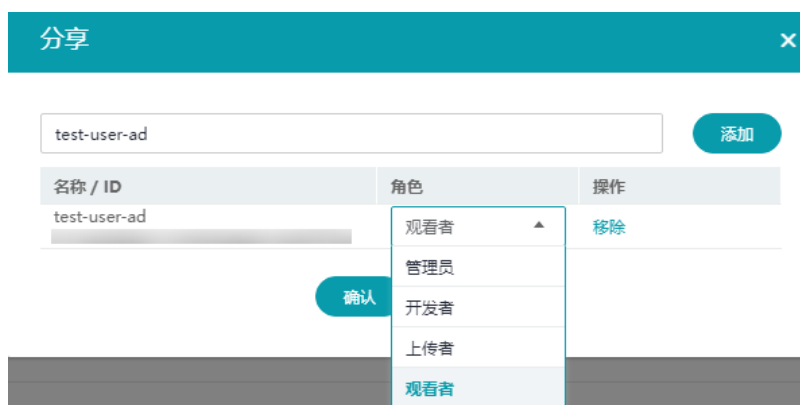 分享 ×
test-user-ad 添加
名称 / ID 角色 操作
test-user-ad 观看者 移除
管理员
确认 开发者
上传者
观看者